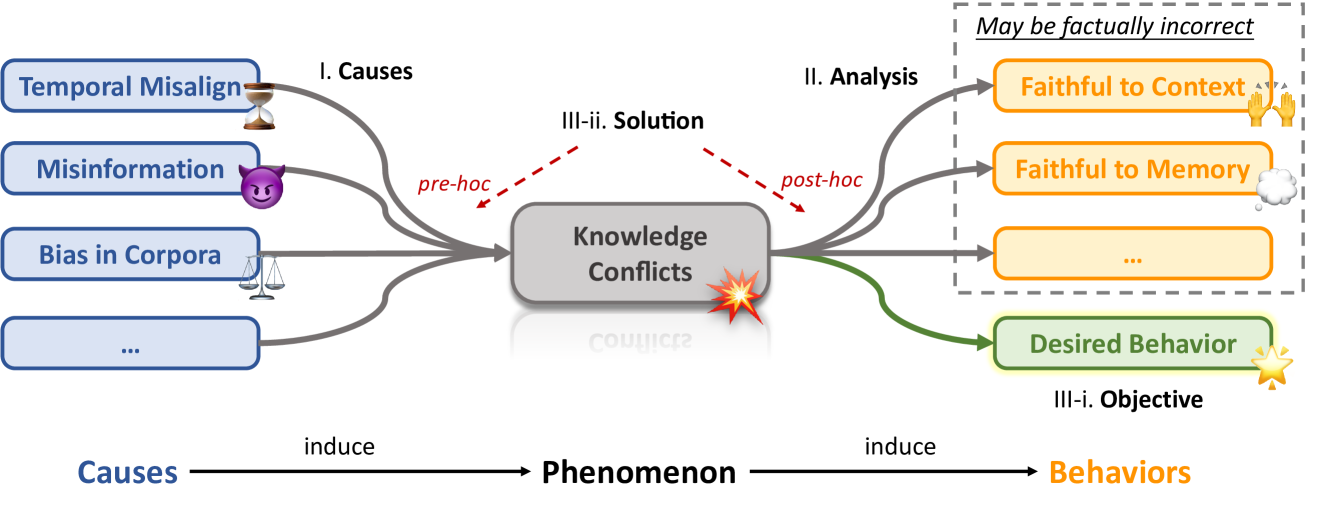 May be factually incorrect
I. Causes
II. Analysis
Temporal Misalign
Faithful to Context
III-ii. Solution
Misinformation
pre-hoc
post-hoc
Faithful to Memory
Knowledge
Conflicts
Bias in Corpora
...
...
Conflicts
Desired Behavior
III-i. Objective
induce
induce
Causes
Phenomenon
Behaviors